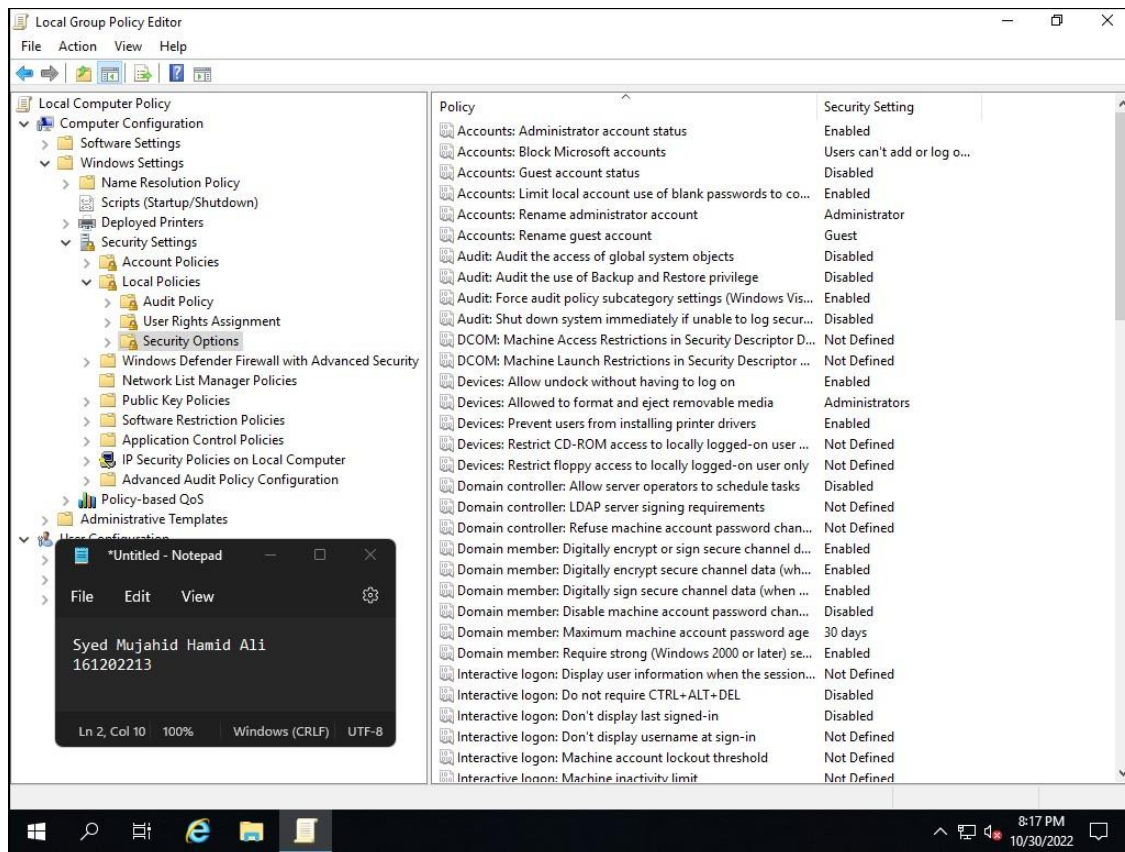 Local Group Policy Editor
File Action View Help
Local Computer Policy
Computer Configuration
Software Settings
Windows Settings
Name Resolution Policy
Scripts (Startup/Shutdown)
Deployed Printers
Security Settings
Account Policies
Local Policies
Audit Policy
User Rights Assignment
Security Options
Windows Defender Firewall with Advanced Security
Network List Manager Policies
Public Key Policies
Software Restriction Policies
Application Control Policies
IP Security Policies on Local Computer
Advanced Audit Policy Configuration
Policy-based QoS
Administrative Templates
User Configuration
*Untitled - Notepad
File Edit View
Syed Mujahid Hamid Ali
161202213
Ln 2, Col 10 100% Windows (CRLF) UTF-8
Policy Security Setting
Accounts: Administrator account status Enabled
Accounts: Block Microsoft accounts Users can't add or log o...
Accounts: Guest account status Disabled
Accounts: Limit local account use of blank passwords to co... Enabled
Accounts: Rename administrator account Administrator
Accounts: Rename guest account Guest
Audit: Audit the access of global system objects Disabled
Audit: Audit the use of Backup and Restore privilege Disabled
Audit: Force audit policy subcategory settings (Windows Vis... Enabled
Audit: Shut down system immediately if unable to log secur... Disabled
DCOM: Machine Access Restrictions in Security Descriptor D... Not Defined
DCOM: Machine Launch Restrictions in Security Descriptor ... Not Defined
Devices: Allow undock without having to log on Enabled
Devices: Allowed to format and eject removable media Administrators
Devices: Prevent users from installing printer drivers Enabled
Devices: Restrict CD-ROM access to locally logged-on user ... Not Defined
Devices: Restrict floppy access to locally logged-on user only Not Defined
Domain controller: Allow server operators to schedule tasks Disabled
Domain controller: LDAP server signing requirements Not Defined
Domain controller: Refuse machine account password chan... Not Defined
Domain member: Digitally encrypt or sign secure channel d... Enabled
Domain member: Digitally encrypt secure channel data (wh... Enabled
Domain member: Digitally sign secure channel data (when ... Enabled
Domain member: Disable machine account password chan... Disabled
Domain member: Maximum machine account password age 30 days
Domain member: Require strong (Windows 2000 or later) se... Enabled
Interactive logon: Display user information when the session... Not Defined
Interactive logon: Do not require CTRL+ALT+DEL Disabled
Interactive logon: Don't display last signed-in Disabled
Interactive logon: Don't display username at sign-in Not Defined
Interactive logon: Machine account lockout threshold Not Defined
Interactive logon: Machine inactivity limit Not Defined
8:17 PM
10/30/2022